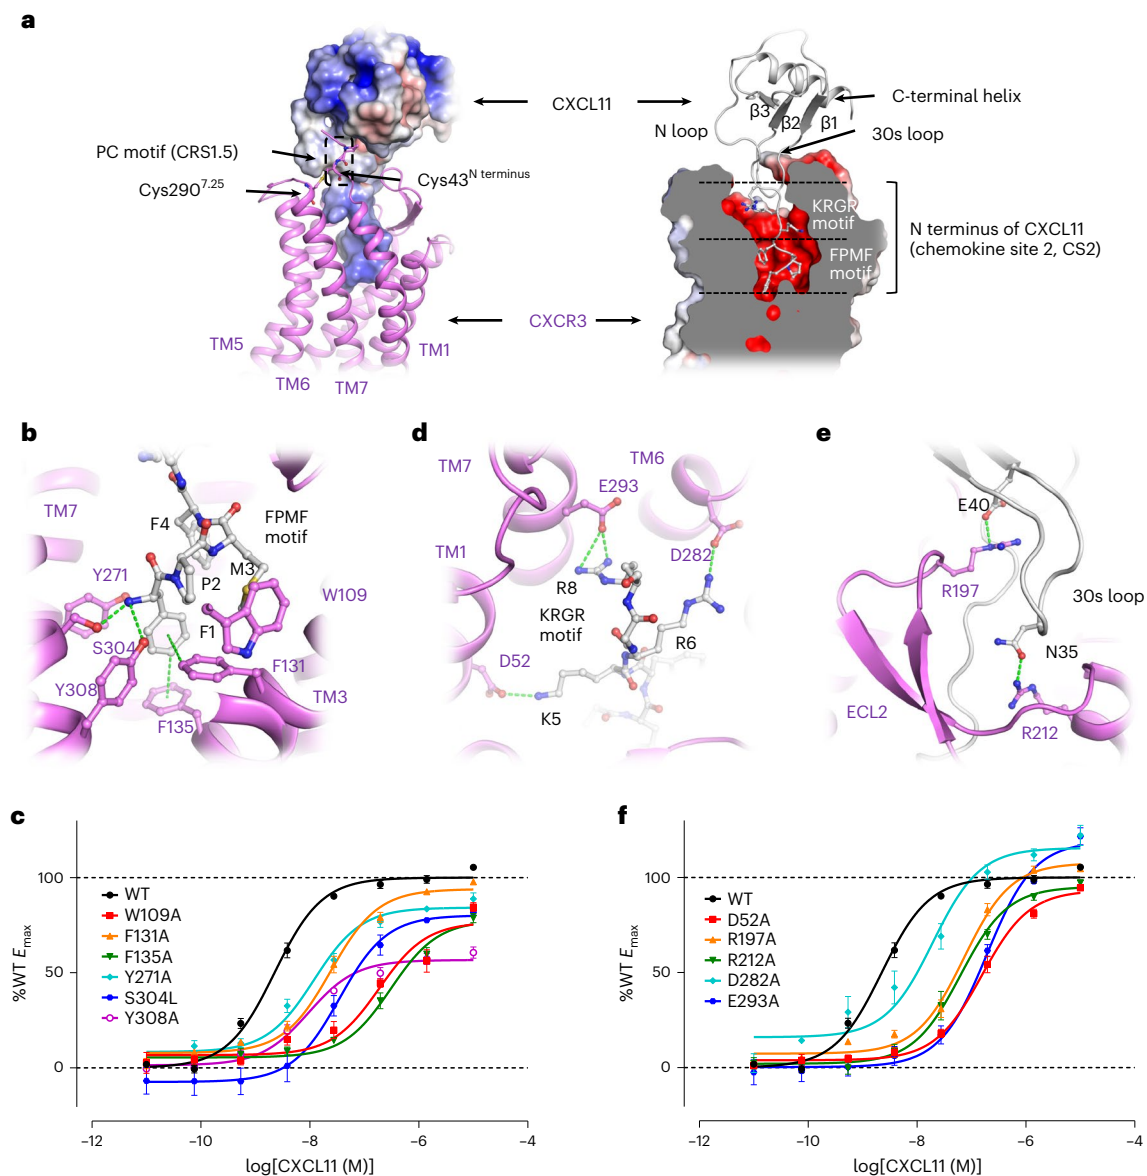 a
CXCL11
C-terminal helix
β3
β2
β1
N loop
30s loop
PC motif (CRS1.5)
Cys290^7.25
Cys43^N terminus
KRGR
motif
FPMF
motif
N terminus of CXCL11
(chemokine site 2, CS2)
CXCR3
TM5
TM6
TM7
TM1
b
TM7
F4
FPMF
motif
Y271
P2
M3
W109
F1
S304
Y308
F131
TM3
F135
d
TM7
TM6
E293
TM1
D282
R8
KRGR
motif
R6
D52
K5
e
E40
R197
30s loop
N35
ECL2
R212
c
100
50
0
%WT Emax
WT
W109A
F131A
F135A
Y271A
S304L
Y308A
−12
−10
−8
−6
−4
log[CXCL11 (M)]
f
100
50
0
%WT Emax
WT
D52A
R197A
R212A
D282A
E293A
−12
−10
−8
−6
−4
log[CXCL11 (M)]